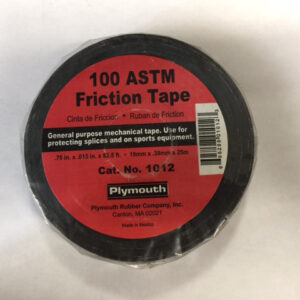 100 ASTM
Friction Tape
Cinta de Friccion • Ruban de Friction
General purpose mechanical tape. Use for
protecting splices and on sports equipment.
.75 in. x .015 in. x 82.5 ft. • 19mm x .38mm x 25m
Cat. No. 1012
Plymouth
Plymouth Rubber Company, Inc.
Canton, MA 02021
Made in Mexico